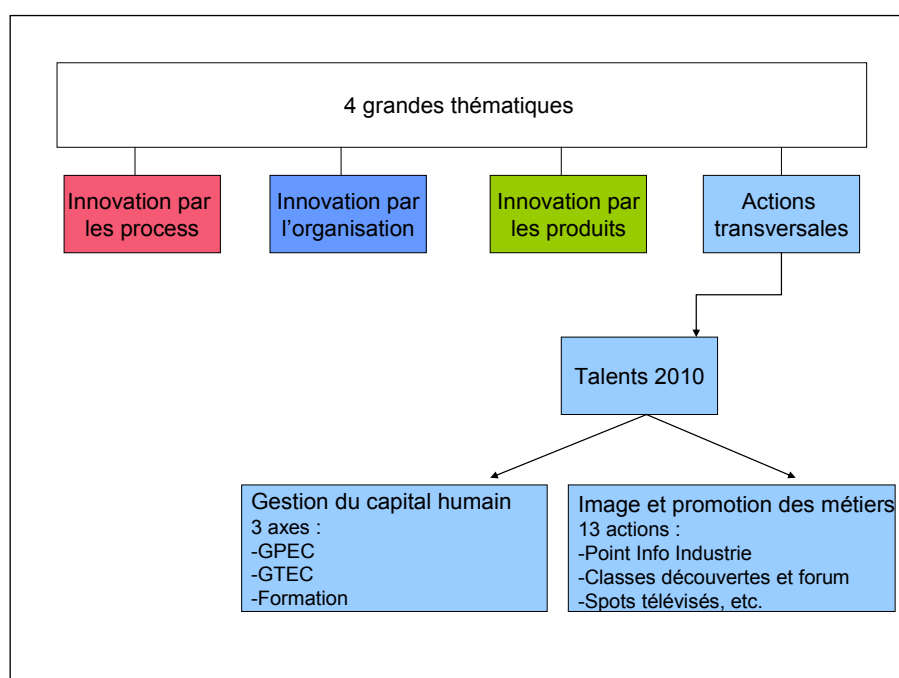 4 grandes thématiques
Innovation par
les process
Innovation par
l'organisation
Innovation par
les produits
Actions
transversales
Talents 2010
Gestion du capital humain
3 axes :
-GPEC
-GTEC
-Formation
Image et promotion des métiers
13 actions :
-Point Info Industrie
-Classes découvertes et forum
-Spots télévisés, etc.